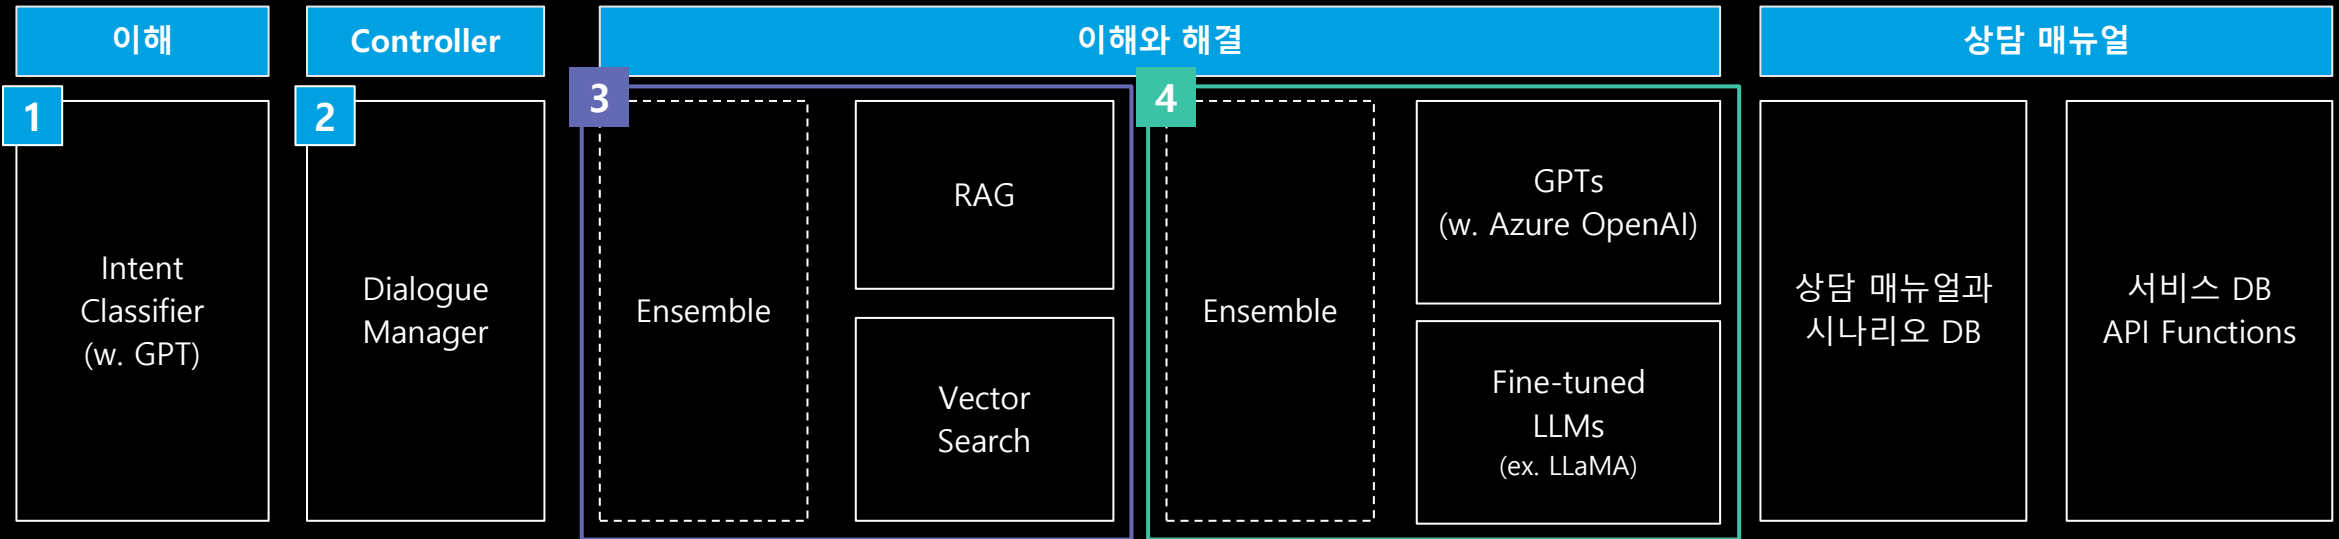 이해
Controller
이해와 해결
상담 매뉴얼
1
Intent
Classifier
(w. GPT)
2
Dialogue
Manager
3
Ensemble
RAG
Vector
Search
4
Ensemble
GPTs
(w. Azure OpenAI)
Fine-tuned
LLMs
(ex. LLaMA)
상담 매뉴얼과
시나리오 DB
서비스 DB
API Functions